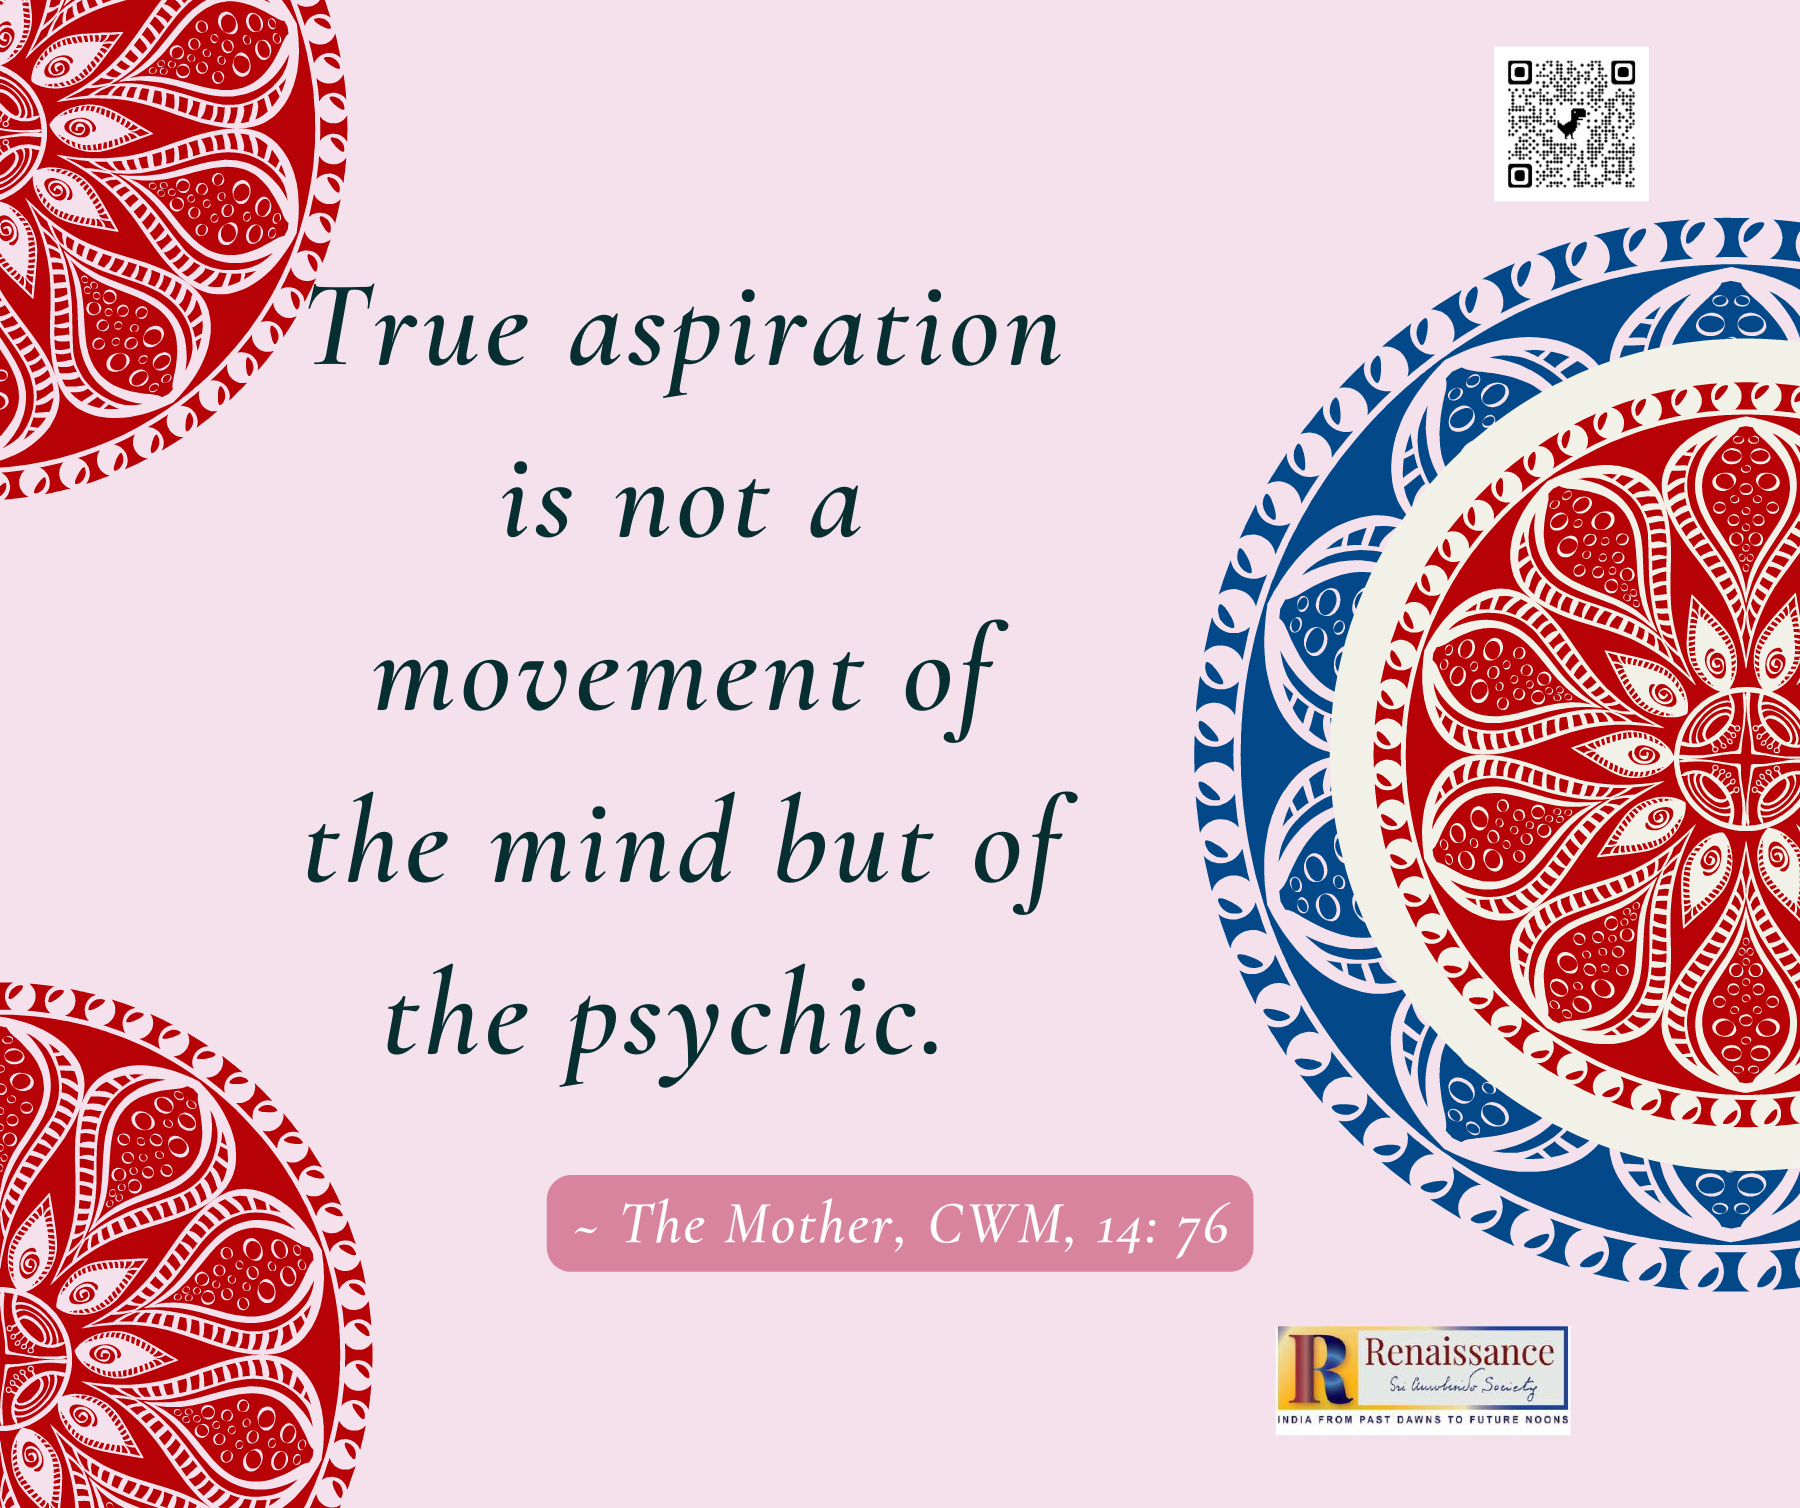 True aspiration
is not a
movement of
the mind but of
the psychic.
~ The Mother, CWM, 14: 76
R Renaissance
Sri Aurobindo Society
INDIA FROM PAST DAWNS TO FUTURE NOONS